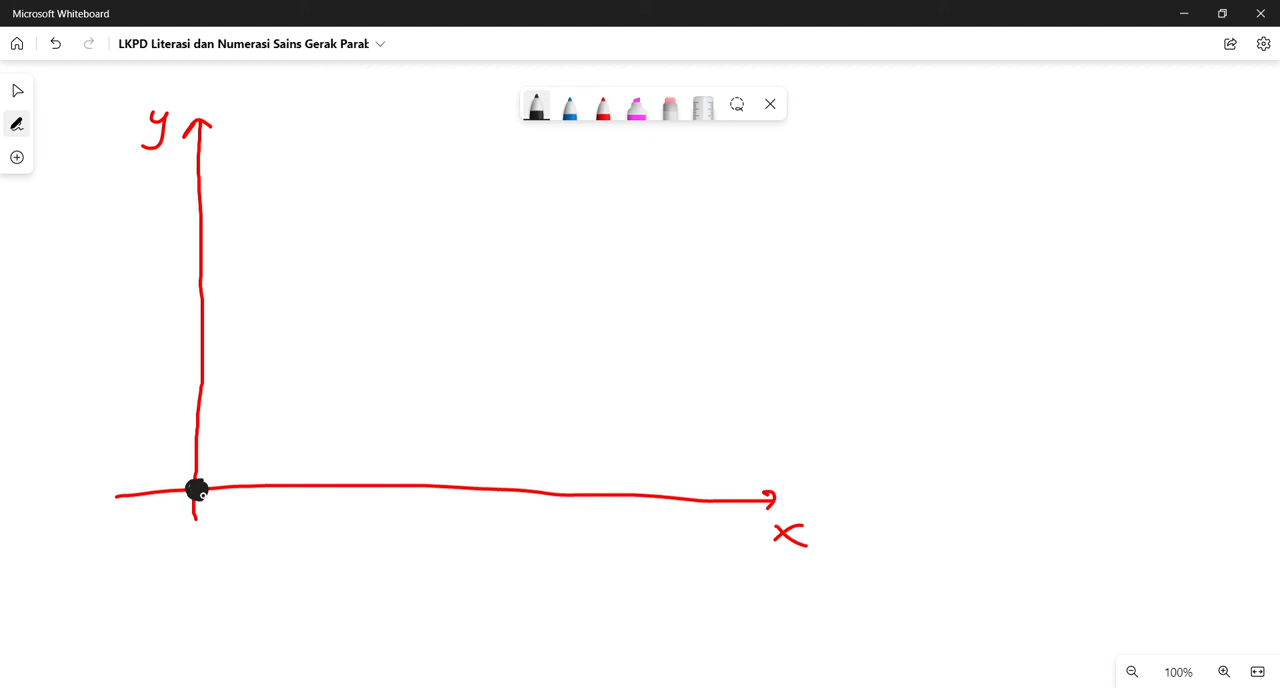 Microsoft Whiteboard
LKPD Literasi dan Numerasi Sains Gerak Parab
y
x
100%